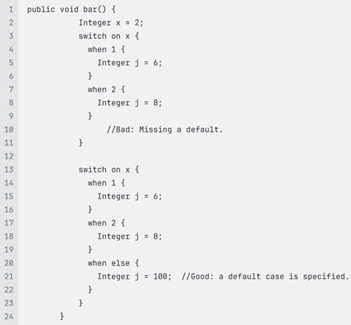 1 public void bar() {
2 Integer x = 2;
3 switch on x {
4 when 1 {
5 Integer j = 6;
6 }
7 when 2 {
8 Integer j = 8;
9 }
10 //Bad: Missing a default.
11 }
12
13 switch on x {
14 when 1 {
15 Integer j = 6;
16 }
17 when 2 {
18 Integer j = 8;
19 }
20 when else {
21 Integer j = 100; //Good: a default case is specified.
22 }
23 }
24 }